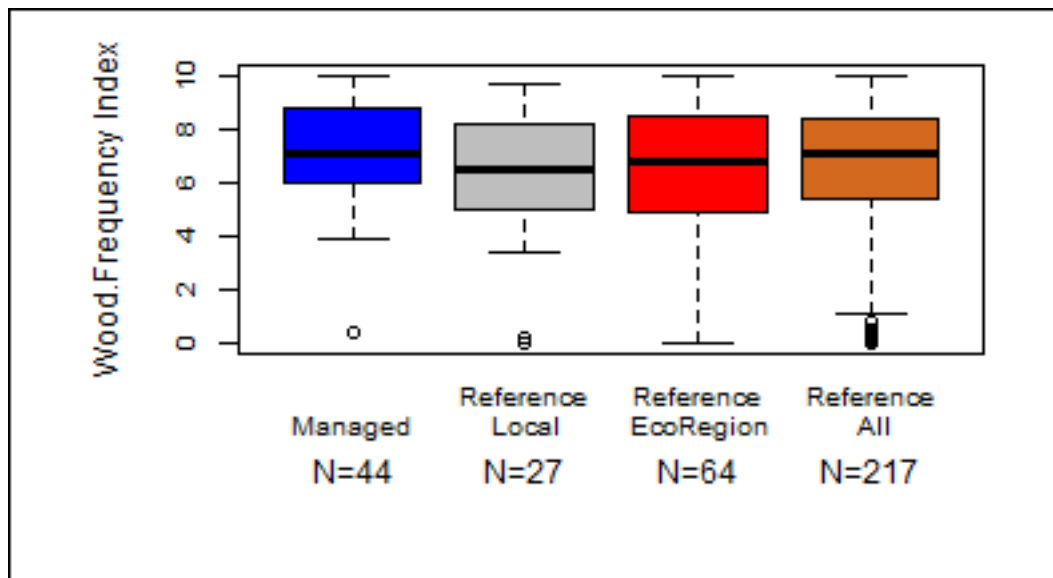 Wood.Frequency Index
10
8
6
4
2
0
Managed
Reference
Local
Reference
EcoRegion
Reference
All
N=44
N=27
N=64
N=217